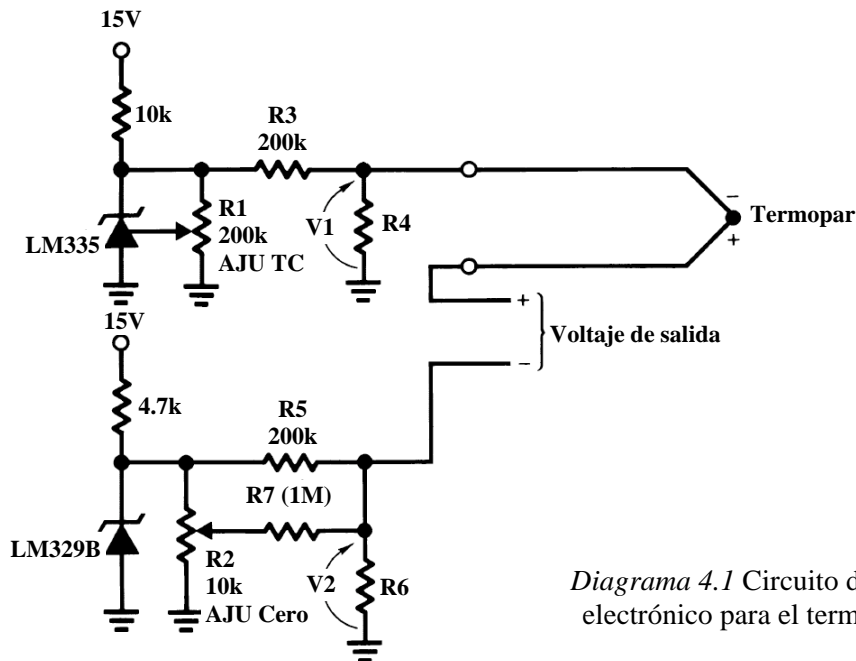 15V
10k
R3
200k
LM335
R1
200k
AJU TC
V1
R4
−
+
Termopar
15V
+
−
Voltaje de salida
4.7k
R5
200k
R7 (1M)
LM329B
R2
10k
AJU Cero
V2
R6
Diagrama 4.1 Circuito d
electrónico para el term